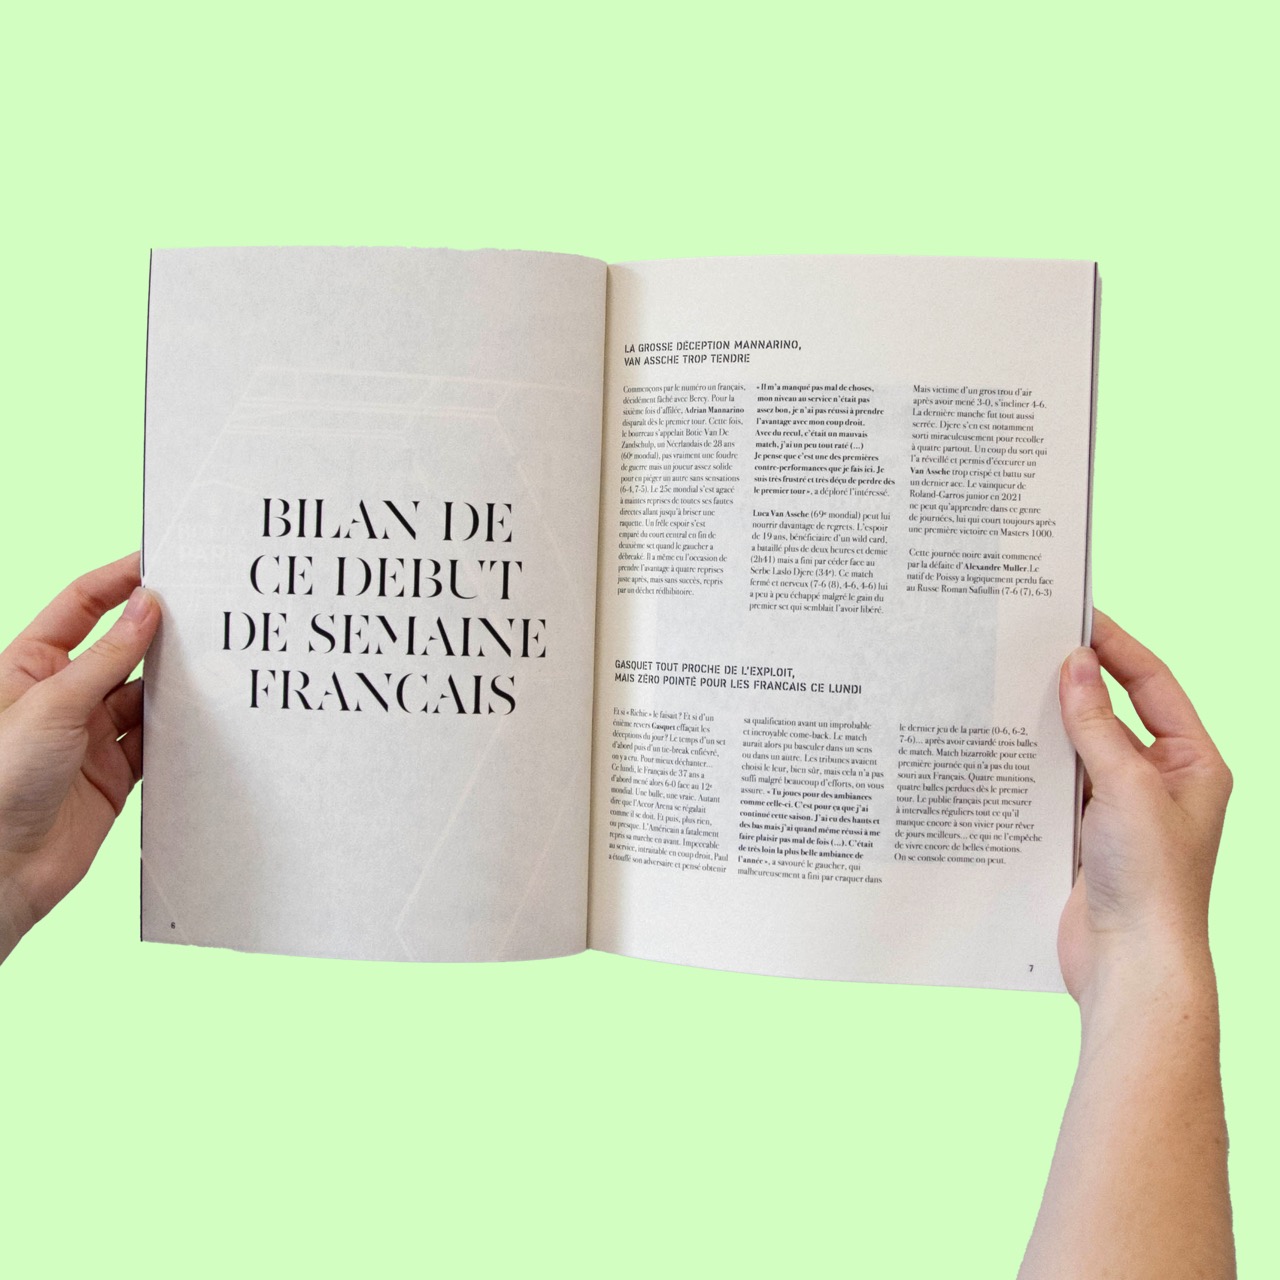 BILAN DE
CE DEBUT
DE SEMAINE
FRANCAIS
6
LA GROSSE DÉCEPTION MANNARINO,
VAN ASSCHE TROP TENDRE
Commençons par le numéro un français,
décidément fâché avec Bercy. Pour la
sixième fois d'affilée, Adrian Mannarino
disparaît dès le premier tour. Cette fois,
le bourreau s'appelait Botic Van De
Zandschulp, un Néerlandais de 28 ans
(60e mondial), pas vraiment une foudre
de guerre mais un joueur assez solide
pour en piéger un autre sans sensations
(6-4, 7-5). Le 25e mondial s'est agacé
à maintes reprises de toutes ses fautes
directes allant jusqu'à briser une
raquette. Un frêle espoir s'est
emparé du court central en fin de
deuxième set quand le gaucher a
débreaké. Il a même eu l'occasion de
prendre l'avantage à quatre reprises
juste après, mais sans succès, repris
par un déchet rédhibitoire.
« Il m'a manqué pas mal de choses,
mon niveau au service n'était pas
assez bon, je n'ai pas réussi à prendre
l'avantage avec mon coup droit.
Avec du recul, c'était un mauvais
match, j'ai un peu tout raté (...)
Je pense que c'est une des premières
contre-performances que je fais ici. Je
suis très frustré et très déçu de perdre dès
le premier tour », a déploré l'intéressé.
Luca Van Assche (69e mondial) peut lui
nourrir davantage de regrets. L'espoir
de 19 ans, bénéficiaire d'un wild card,
a bataillé plus de deux heures et demie
(2h41) mais a fini par céder face au
Serbe Laslo Djere (34e). Ce match
fermé et nerveux (7-6 (8), 4-6, 4-6) lui
a peu à peu échappé malgré le gain du
premier set qui semblait l'avoir libéré.
Mais victime d'un gros trou d'air
après avoir mené 3-0, s'incliner 4-6.
La dernière manche fut tout aussi
serrée. Djere s'en est notamment
sorti miraculeusement pour recoller
à quatre partout. Un coup du sort qui
l'a réveillé et permis d'écœurer un
Van Assche trop crispé et battu sur
un dernier ace. Le vainqueur de
Roland-Garros junior en 2021
ne peut qu'apprendre dans ce genre
de journées, lui qui court toujours après
une première victoire en Masters 1000.
Cette journée noire avait commencé
par la défaite d'Alexandre Muller.Le
natif de Poissy a logiquement perdu face
au Russe Roman Safiullin (7-6 (7), 6-3)
GASQUET TOUT PROCHE DE L'EXPLOIT,
MAIS ZÉRO POINTÉ POUR LES FRANCAIS CE LUNDI
Et si « Richie » le faisait ? Et si d'un
énième revers Gasquet effaçait les
déceptions du jour ? Le temps d'un set
d'abord puis d'un tie-break enfiévré,
on y a cru. Pour mieux déchanter...
Ce lundi, le Français de 37 ans a
d'abord mené alors 6-0 face au 12e
mondial. Une bulle, une vraie. Autant
dire que l'Accor Arena se régalait
comme il se doit. Et puis, plus rien,
ou presque. L'Américain a fatalement
repris sa marche en avant. Impeccable
au service, intraitable en coup droit, Paul
a étouffé son adversaire et pensé obtenir
sa qualification avant un improbable
et incroyable come-back. Le match
aurait alors pu basculer dans un sens
ou dans un autre. Les tribunes avaient
choisi le leur, bien sûr, mais cela n'a pas
suffi malgré beaucoup d'efforts, on vous
assure. « Tu joues pour des ambiances
comme celle-ci. C'est pour ça que j'ai
continué cette saison. J'ai eu des hauts et
des bas mais j'ai quand même réussi à me
faire plaisir pas mal de fois (...). C'était
de très loin la plus belle ambiance de
l'année », a savouré le gaucher, qui
malheureusement a fini par craquer dans
le dernier jeu de la partie (0-6, 6-2,
7-6)... après avoir caviardé trois balles
de match. Match bizarroïde pour cette
première journée qui n'a pas du tout
souri aux Français. Quatre munitions,
quatre balles perdues dès le premier
tour. Le public français peut mesurer
à intervalles réguliers tout ce qu'il
manque encore à son vivier pour rêver
de jours meilleurs... ce qui ne l'empêche
de vivre encore de belles émotions.
On se console comme on peut.
7